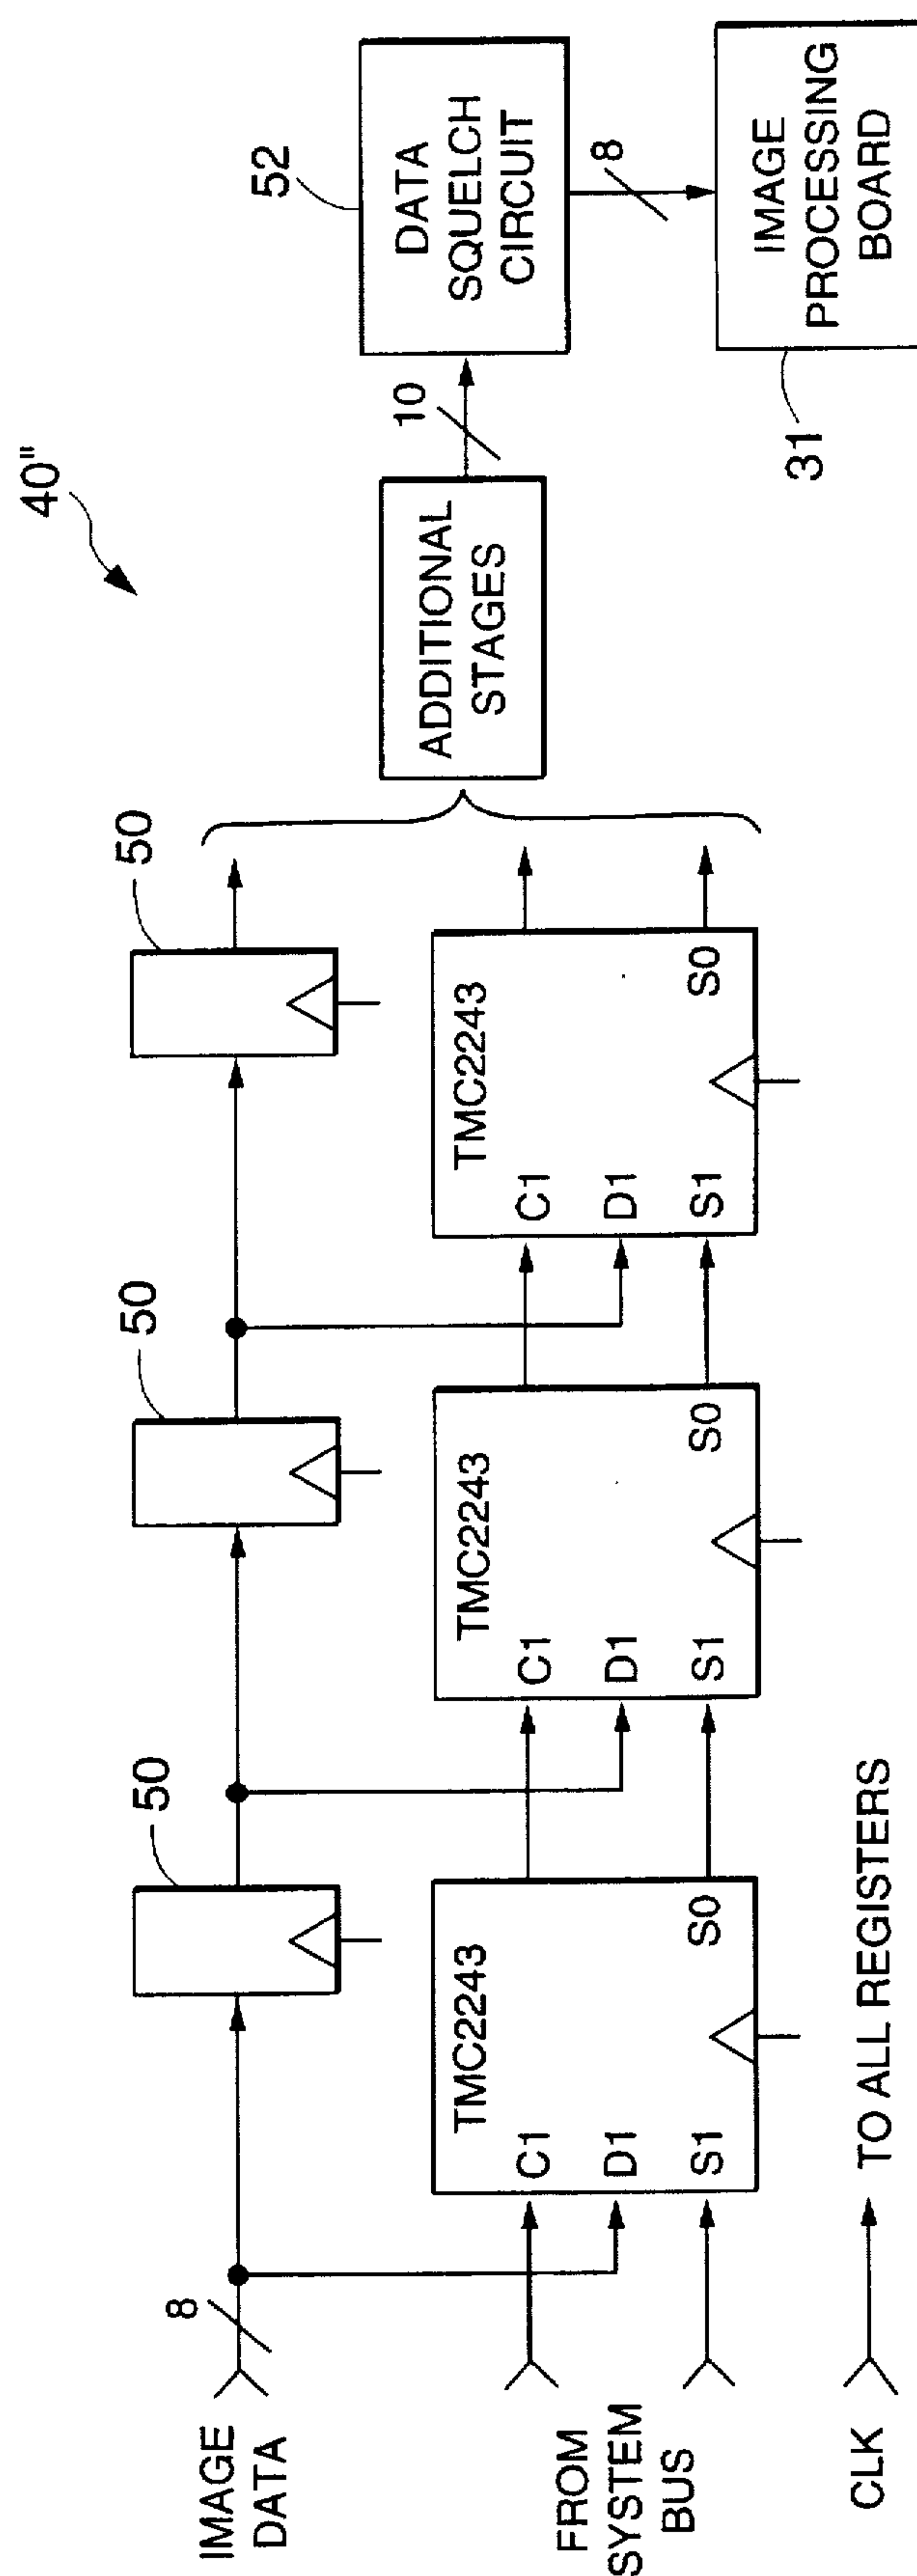 40"
IMAGE
DATA
8
50
50
50
FROM
SYSTEM
BUS
TMC2243
C1
D1
S1
S0
TMC2243
C1
D1
S1
S0
TMC2243
C1
D1
S1
S0
ADDITIONAL
STAGES
10
52
DATA
SQUELCH
CIRCUIT
8
IMAGE
PROCESSING
BOARD
31
CLK
TO ALL REGISTERS